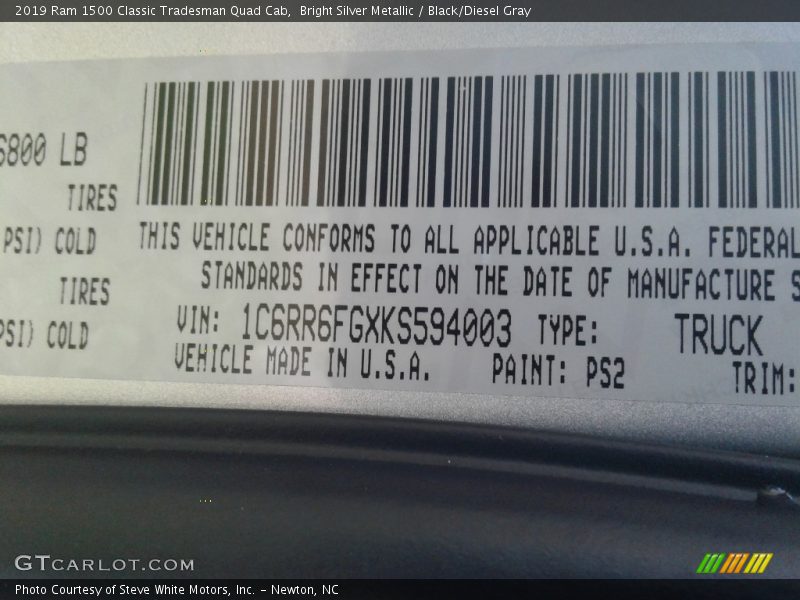 2019 Ram 1500 Classic Tradesman Quad Cab, Bright Silver Metallic / Black/Diesel Gray
6800 LB
TIRES
PSI) COLD
THIS VEHICLE CONFORMS TO ALL APPLICABLE U.S.A. FEDERAL
STANDARDS IN EFFECT ON THE DATE OF MANUFACTURE S
TIRES
PSI) COLD
VIN: 1C6RR6FGXKS594003 TYPE: TRUCK
VEHICLE MADE IN U.S.A. PAINT: PS2 TRIM:
GTCARLOT.COM
Photo Courtesy of Steve White Motors, Inc. – Newton, NC